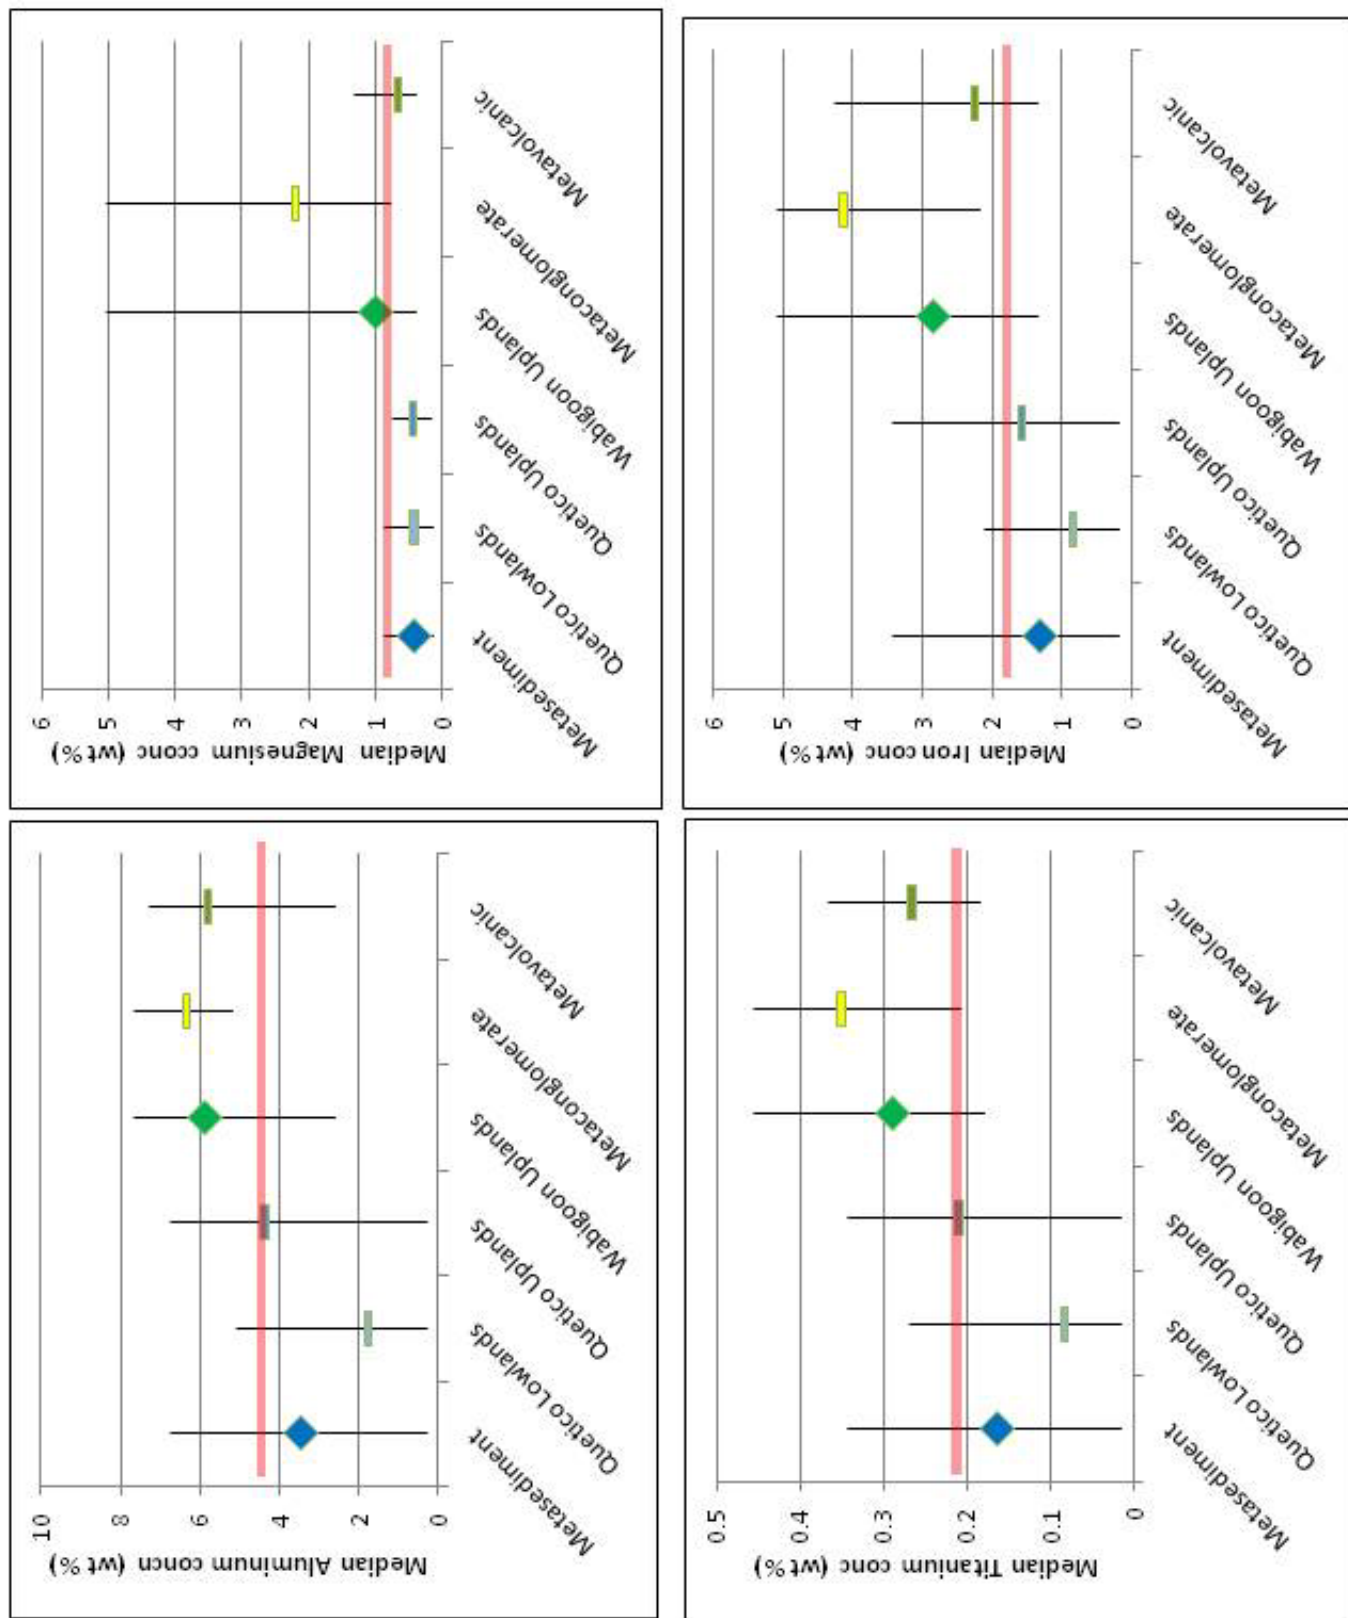 Median Aluminum concn (wt%)
10
8
6
4
2
0
Metasediment
Quetico Lowlands
Quetico Uplands
Wabigoon Uplands
Metaconglomerate
Metavolcanic
Median Magnesium cconc (wt%)
6
5
4
3
2
1
0
Metasediment
Quetico Lowlands
Quetico Uplands
Wabigoon Uplands
Metaconglomerate
Metavolcanic
Median Titanium conc (wt%)
0.5
0.3
0.2
0.1
0
Metasediment
Quetico Lowlands
Quetico Uplands
Wabigoon Uplands
Metaconglomerate
Metavolcanic
Median Iron conc (wt%)
6
5
4
3
2
1
0
Metasediment
Quetico Lowlands
Quetico Uplands
Wabigoon Uplands
Metaconglomerate
Metavolcanic